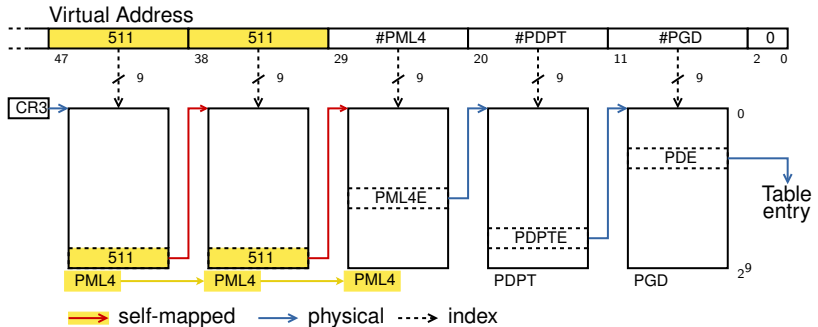 Virtual Address
511 511 #PML4 #PDPT #PGD 0
47 38 29 20 11 2 0
9 9 9 9 9
CR3 0
PDE
PML4E
Table
entry
PDPTE
511 511
PML4 PML4 PML4 PDPT PGD 2⁹
self-mapped physical index